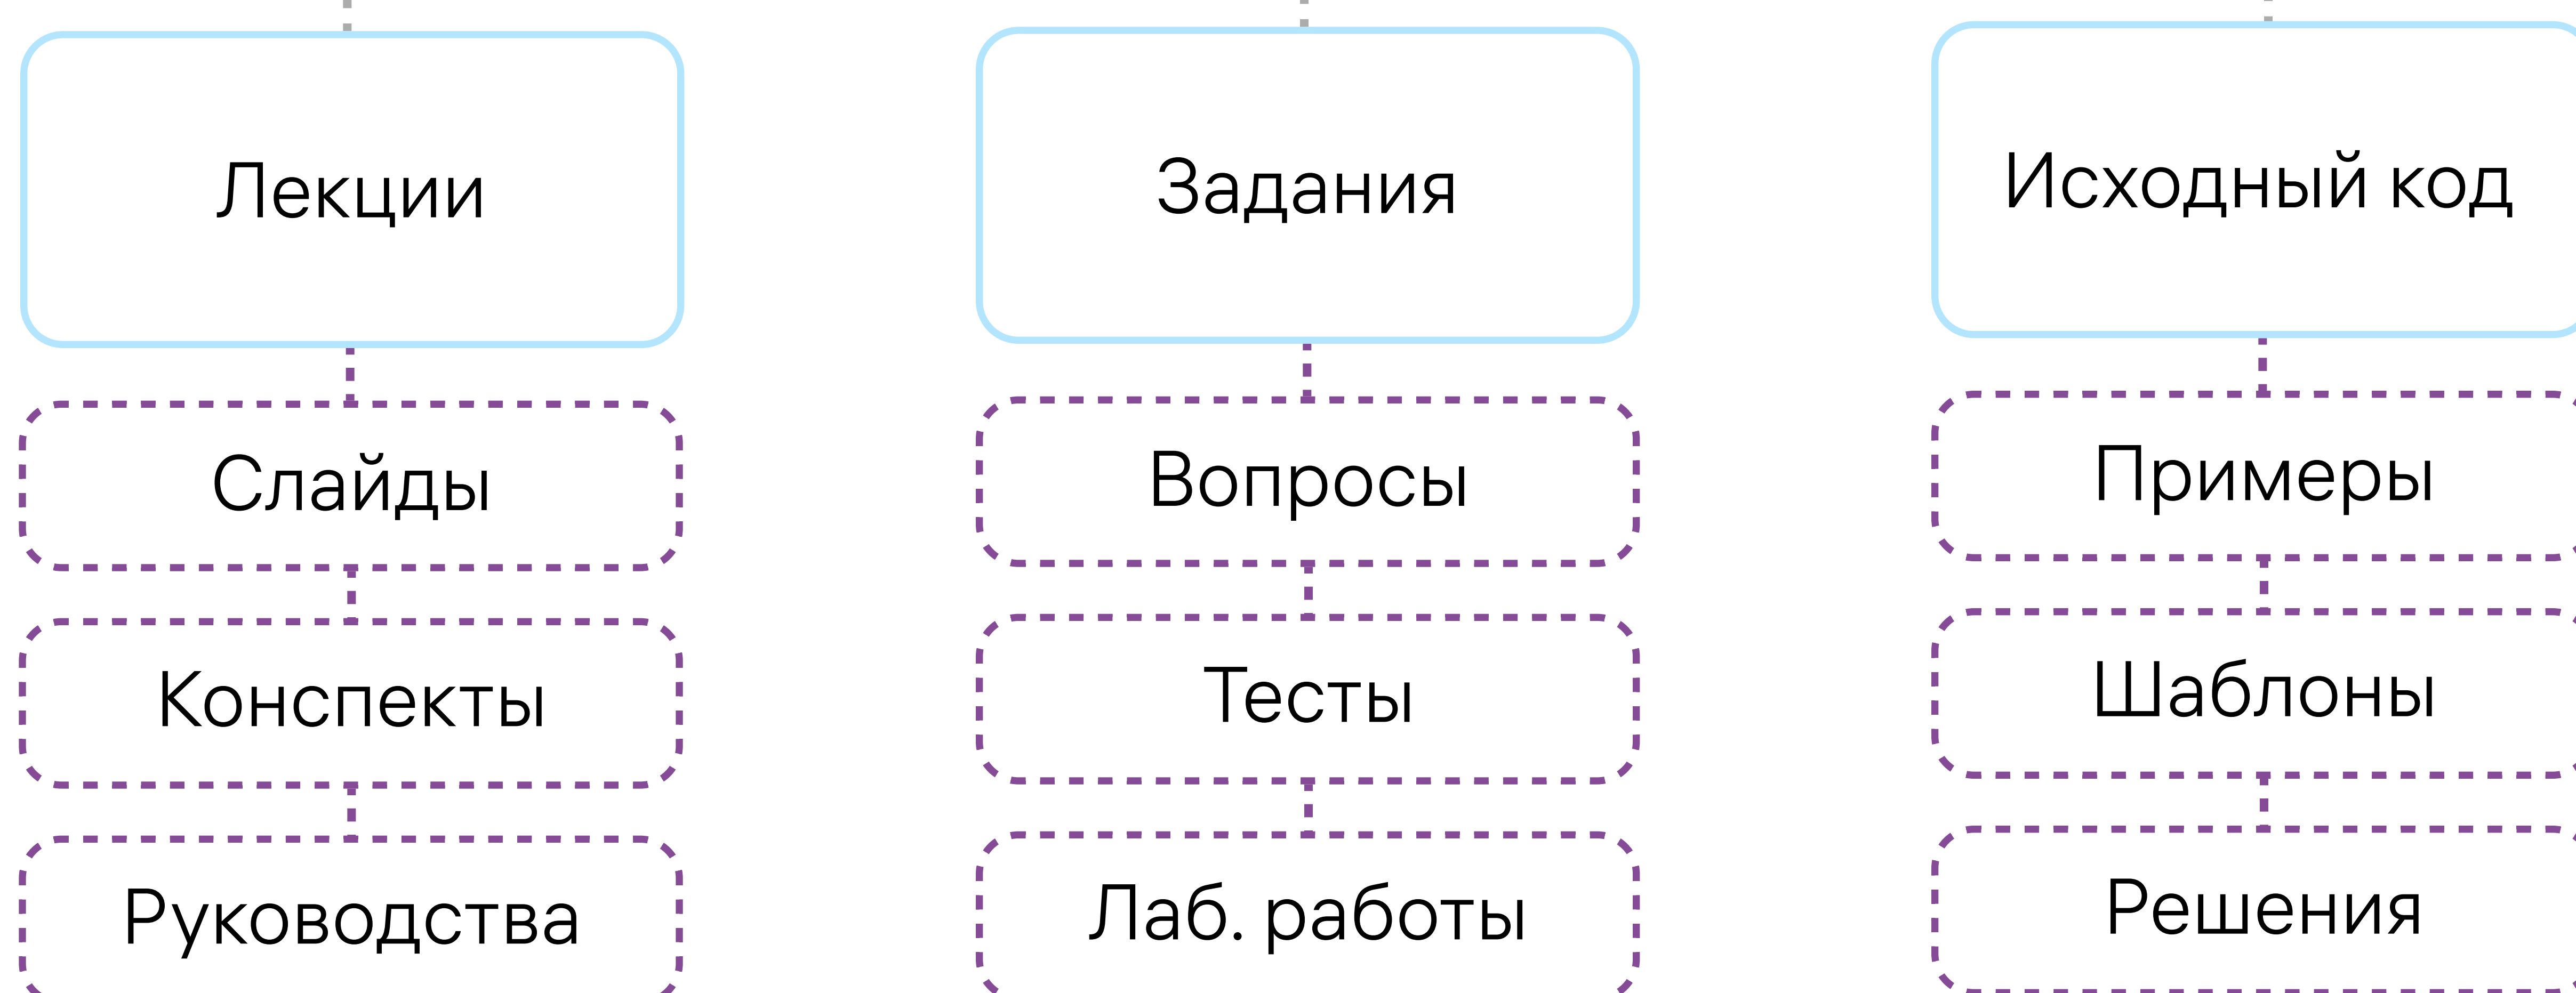 Лекции
Слайды
Конспекты
Руководства
Задания
Вопросы
Тесты
Лаб. работы
Исходный код
Примеры
Шаблоны
Решения